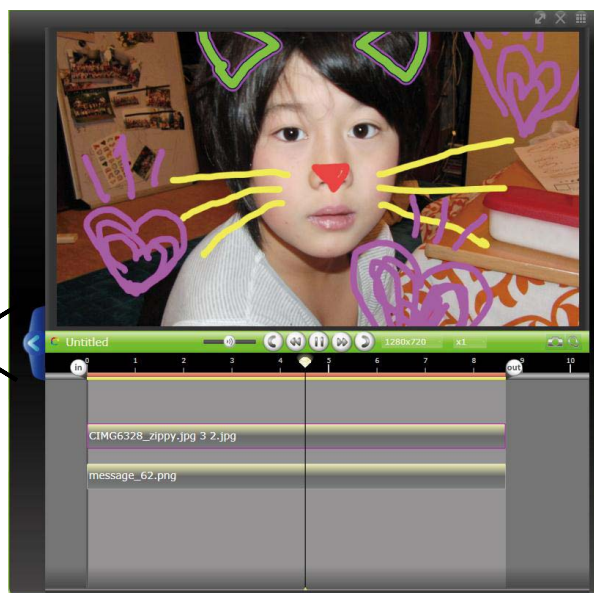 Untitled
1280x720
x1
in
0 1 2 3 4 5 6 7 8 9 10
out
CIMG6328_zippy.jpg 3 2.jpg
message_62.png